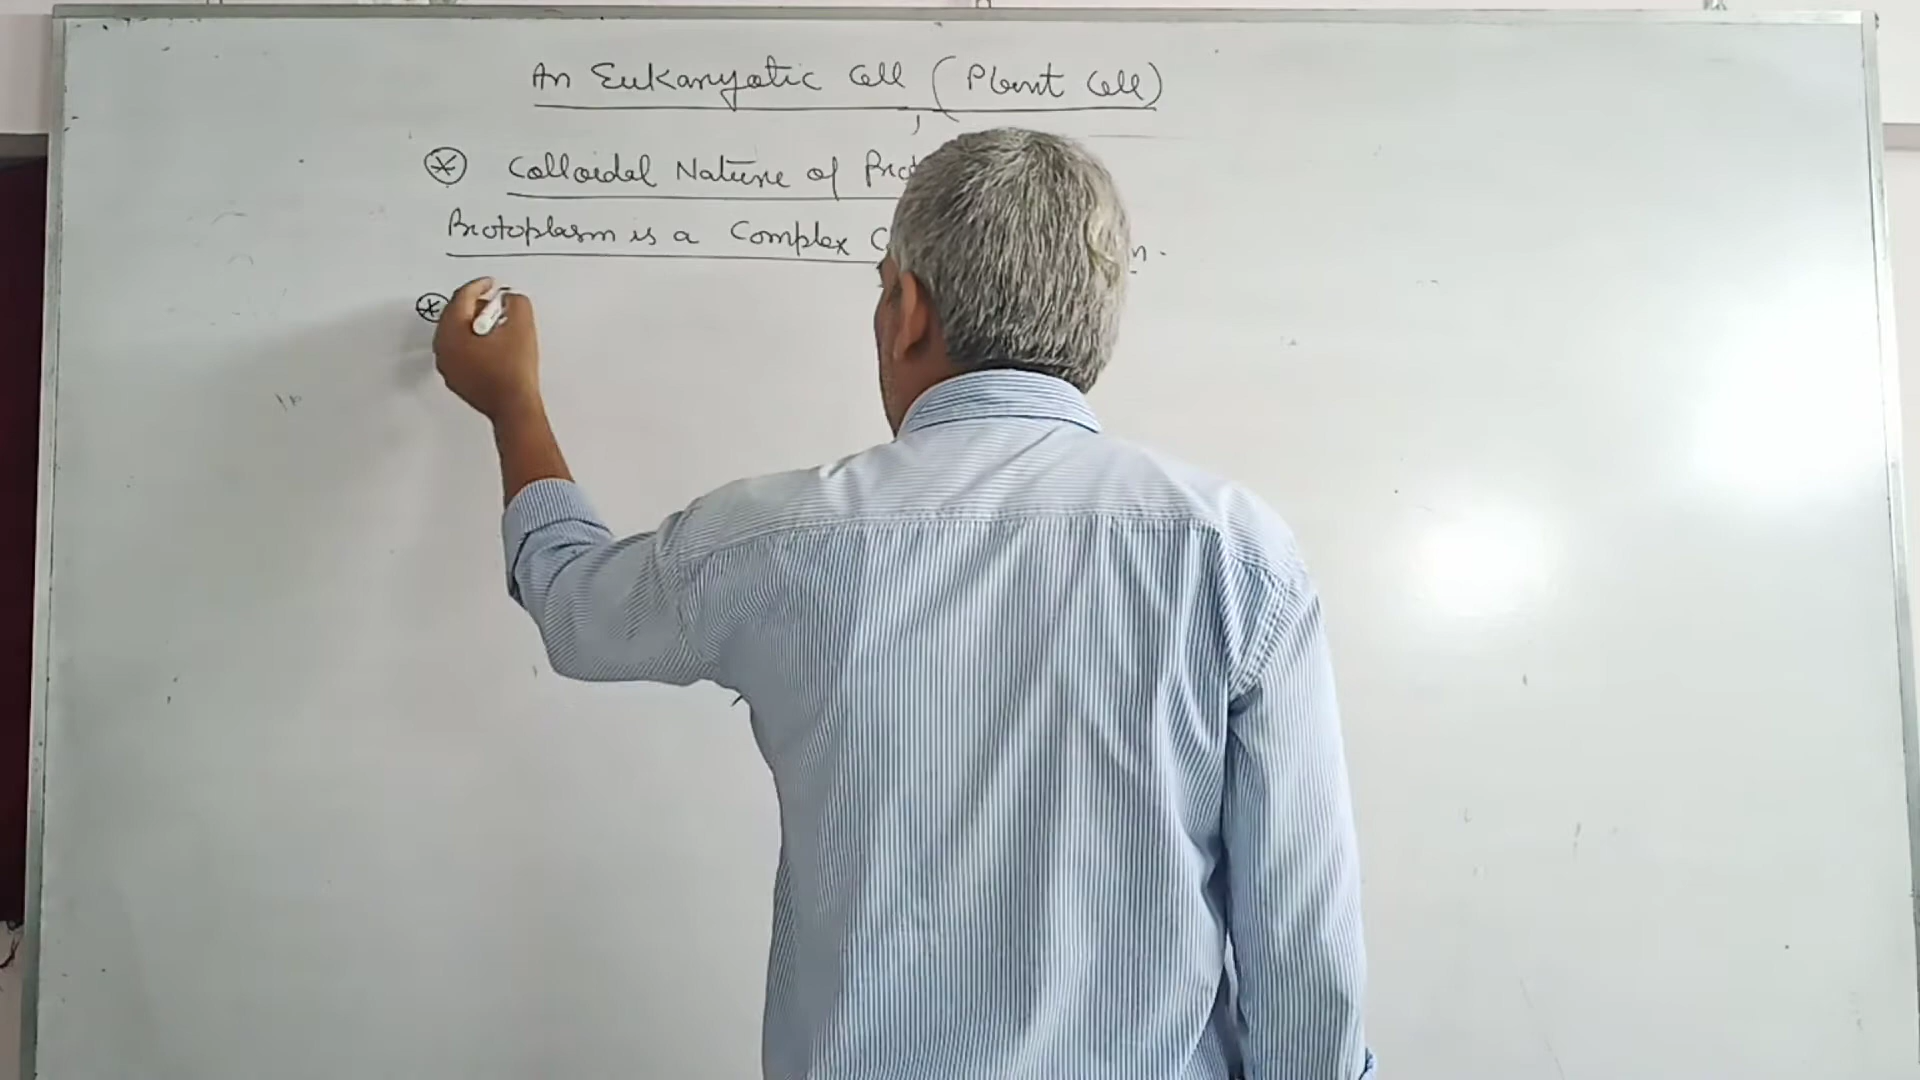 An Eukaryotic Cell (Plant Cell)
Colloidal Nature of
Protoplasm is a Complex